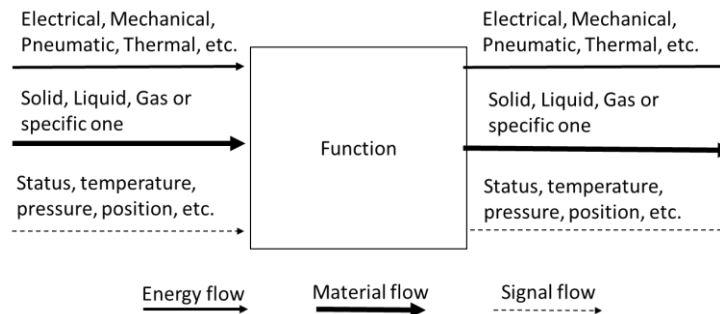 Electrical, Mechanical,
Pneumatic, Thermal, etc.
Solid, Liquid, Gas or
specific one
Status, temperature,
pressure, position, etc.
Function
Electrical, Mechanical,
Pneumatic, Thermal, etc.
Solid, Liquid, Gas or
specific one
Status, temperature,
pressure, position, etc.
Energy flow
Material flow
Signal flow